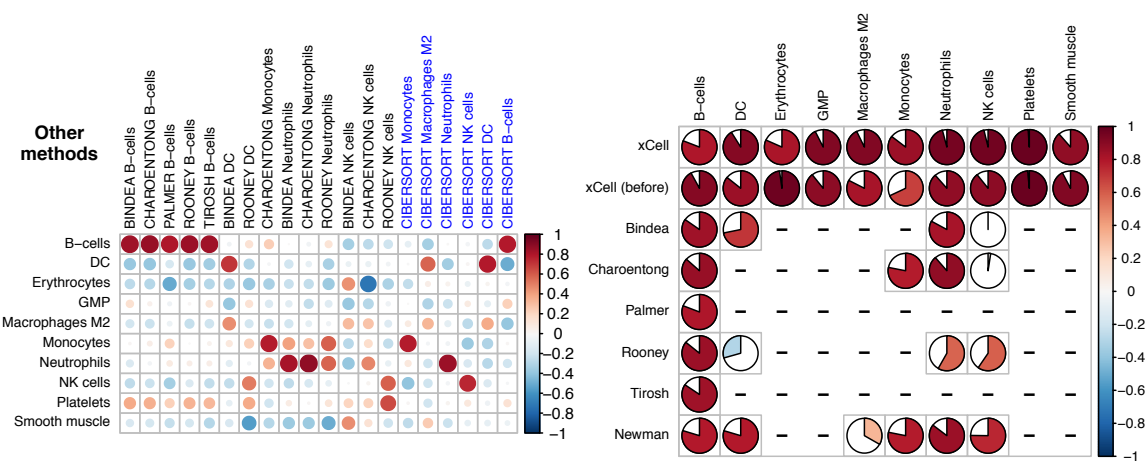 Other
methods
BINDEA B−cells
CHAROENTONG B−cells
PALMER B−cells
ROONEY B−cells
TIROSH B−cells
BINDEA DC
ROONEY DC
CHAROENTONG Monocytes
BINDEA Neutrophils
CHAROENTONG Neutrophils
ROONEY Neutrophils
BINDEA NK cells
CHAROENTONG NK cells
ROONEY NK cells
CIBERSORT Monocytes
CIBERSORT Macrophages M2
CIBERSORT Neutrophils
CIBERSORT NK cells
CIBERSORT DC
CIBERSORT B−cells
B−cells
DC
Erythrocytes
GMP
Macrophages M2
Monocytes
Neutrophils
NK cells
Platelets
Smooth muscle
1
0.8
0.6
0.4
0.2
0
−0.2
−0.4
−0.6
−0.8
−1
B−cells
DC
Erythrocytes
GMP
Macrophages M2
Monocytes
Neutrophils
NK cells
Platelets
Smooth muscle
xCell
xCell (before)
Bindea – – – – –
Charoentong – – – – – –
Palmer – – – – – – – – –
Rooney – – – – – –
Tirosh – – – – – – – – –
Newman – – – –
1
0.8
0.6
0.4
0.2
0
−0.2
−0.4
−0.6
−0.8
−1